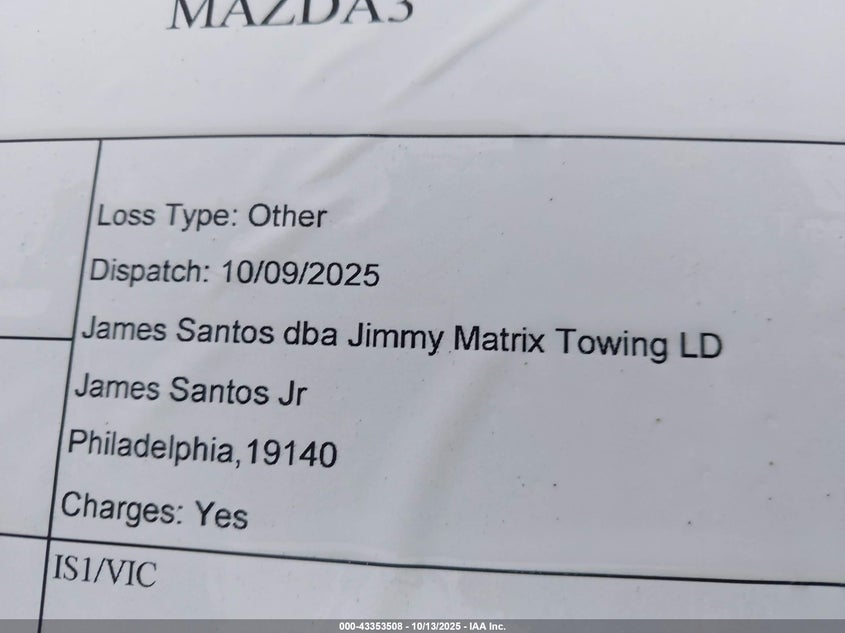 MAZDA3
Loss Type: Other
Dispatch: 10/09/2025
James Santos dba Jimmy Matrix Towing LD
James Santos Jr
Philadelphia,19140
Charges: Yes
IS1/VIC
000-43353508 - 10/13/2025 - IAA Inc.